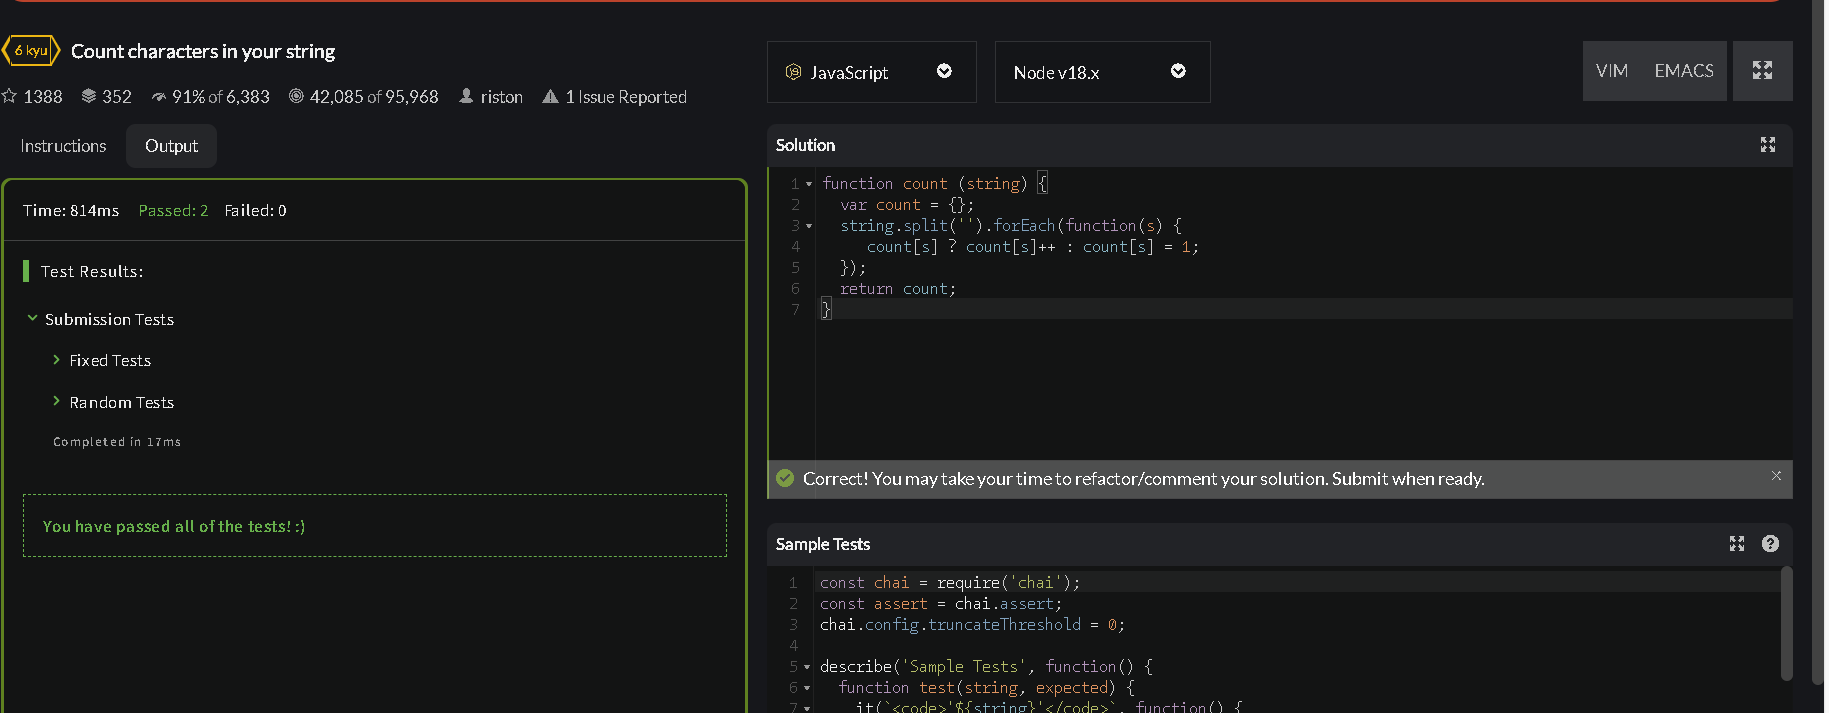 6 kyu Count characters in your string
1388 352 91% of 6,383 42,085 of 95,968 riston 1 Issue Reported
Instructions Output
Time: 814ms Passed: 2 Failed: 0
Test Results:
Submission Tests
Fixed Tests
Random Tests
Completed in 17ms
You have passed all of the tests! :)
JavaScript Node v18.x VIM EMACS
Solution
1 function count (string) {
2 var count = {};
3 string.split('').forEach(function(s) {
4 count[s] ? count[s]++ : count[s] = 1;
5 });
6 return count;
7 }
Correct! You may take your time to refactor/comment your solution. Submit when ready.
Sample Tests
1 const chai = require('chai');
2 const assert = chai.assert;
3 chai.config.truncateThreshold = 0;
4
5 describe('Sample Tests', function() {
6 function test(string, expected) {
7 it(`<code>'${string}'</code>`, function() {